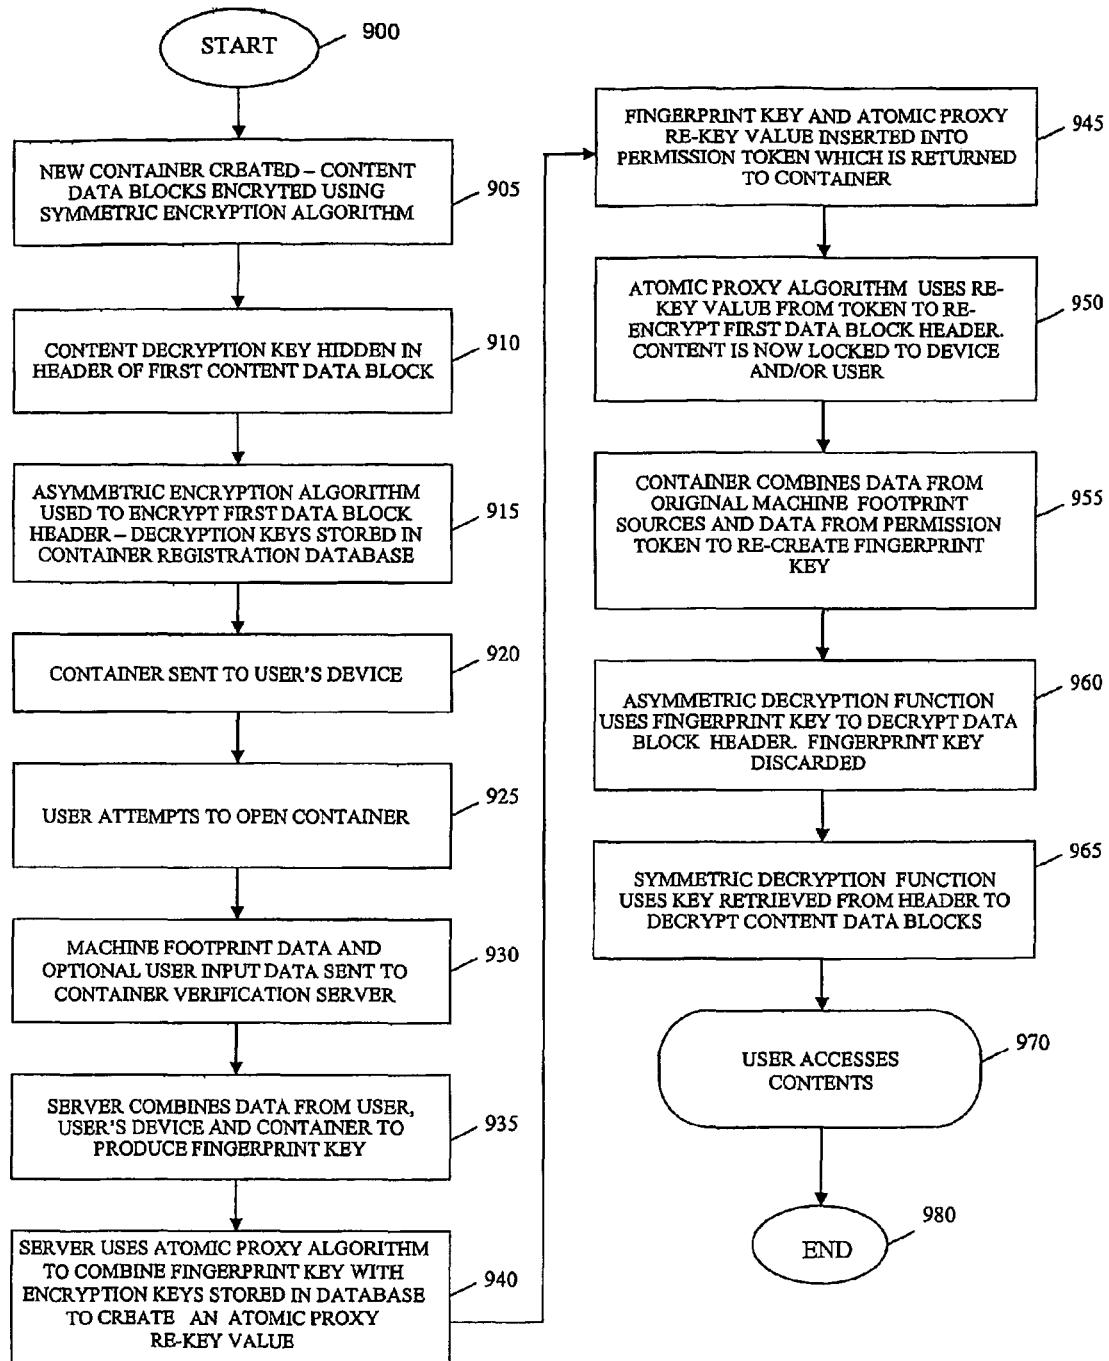 START
900
NEW CONTAINER CREATED – CONTENT
DATA BLOCKS ENCRYTED USING
SYMMETRIC ENCRYPTION ALGORITHM
905
CONTENT DECRYPTION KEY HIDDEN IN
HEADER OF FIRST CONTENT DATA BLOCK
910
ASYMMETRIC ENCRYPTION ALGORITHM
USED TO ENCRYPT FIRST DATA BLOCK
HEADER – DECRYPTION KEYS STORED IN
CONTAINER REGISTRATION DATABASE
915
CONTAINER SENT TO USER'S DEVICE
920
USER ATTEMPTS TO OPEN CONTAINER
925
MACHINE FOOTPRINT DATA AND
OPTIONAL USER INPUT DATA SENT TO
CONTAINER VERIFICATION SERVER
930
SERVER COMBINES DATA FROM USER,
USER'S DEVICE AND CONTAINER TO
PRODUCE FINGERPRINT KEY
935
SERVER USES ATOMIC PROXY ALGORITHM
TO COMBINE FINGERPRINT KEY WITH
ENCRYPTION KEYS STORED IN DATABASE
TO CREATE AN ATOMIC PROXY
RE-KEY VALUE
940
FINGERPRINT KEY AND ATOMIC PROXY
RE-KEY VALUE INSERTED INTO
PERMISSION TOKEN WHICH IS RETURNED
TO CONTAINER
945
ATOMIC PROXY ALGORITHM USES RE-
KEY VALUE FROM TOKEN TO RE-
ENCRYPT FIRST DATA BLOCK HEADER.
CONTENT IS NOW LOCKED TO DEVICE
AND/OR USER
950
CONTAINER COMBINES DATA FROM
ORIGINAL MACHINE FOOTPRINT
SOURCES AND DATA FROM PERMISSION
TOKEN TO RE-CREATE FINGERPRINT
KEY
955
ASYMMETRIC DECRYPTION FUNCTION
USES FINGERPRINT KEY TO DECRYPT DATA
BLOCK HEADER. FINGERPRINT KEY
DISCARDED
960
SYMMETRIC DECRYPTION FUNCTION
USES KEY RETRIEVED FROM HEADER TO
DECRYPT CONTENT DATA BLOCKS
965
USER ACCESSES
CONTENTS
970
END
980